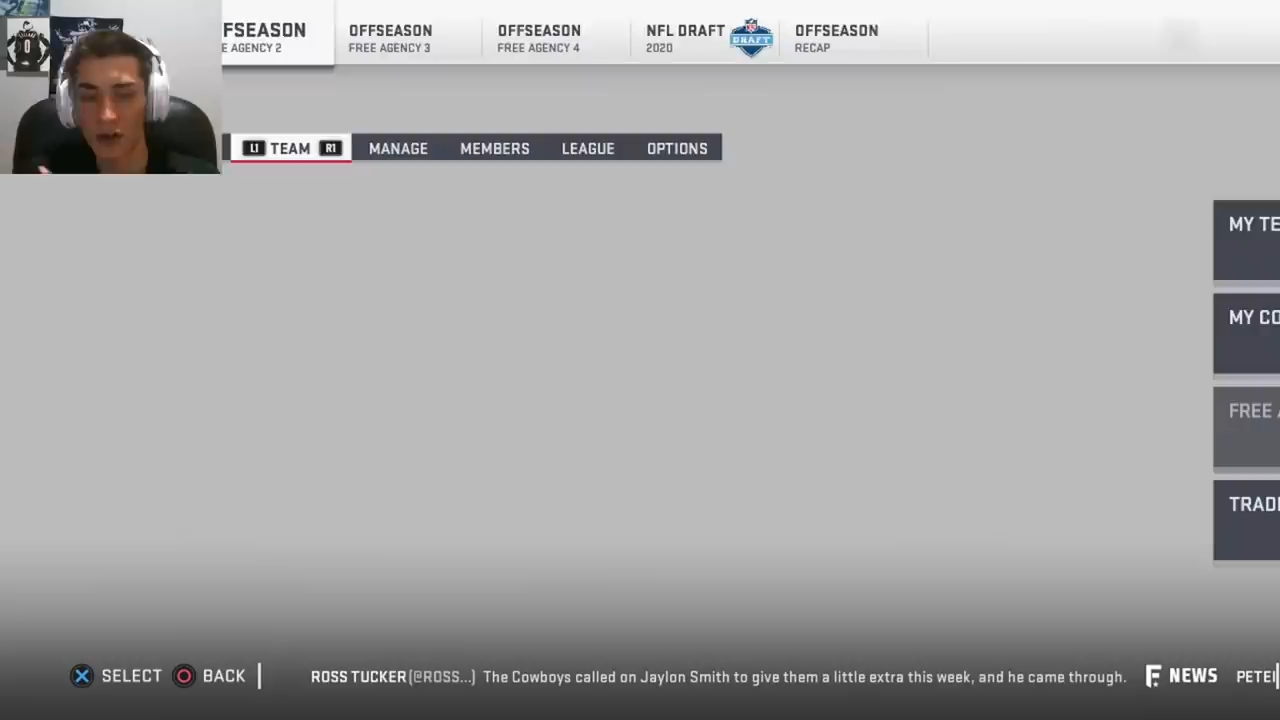 FSEASON
E AGENCY 2
OFFSEASON
FREE AGENCY 3
OFFSEASON
FREE AGENCY 4
NFL DRAFT
2020
DRAFT
OFFSEASON
RECAP
0
L1 TEAM R1 MANAGE MEMBERS LEAGUE OPTIONS
MY TE
MY CO
FREE A
TRAD
SELECT BACK ROSS TUCKER (@ROSS...) The Cowboys called on Jaylon Smith to give them a little extra this week, and he came through. NEWS PETE